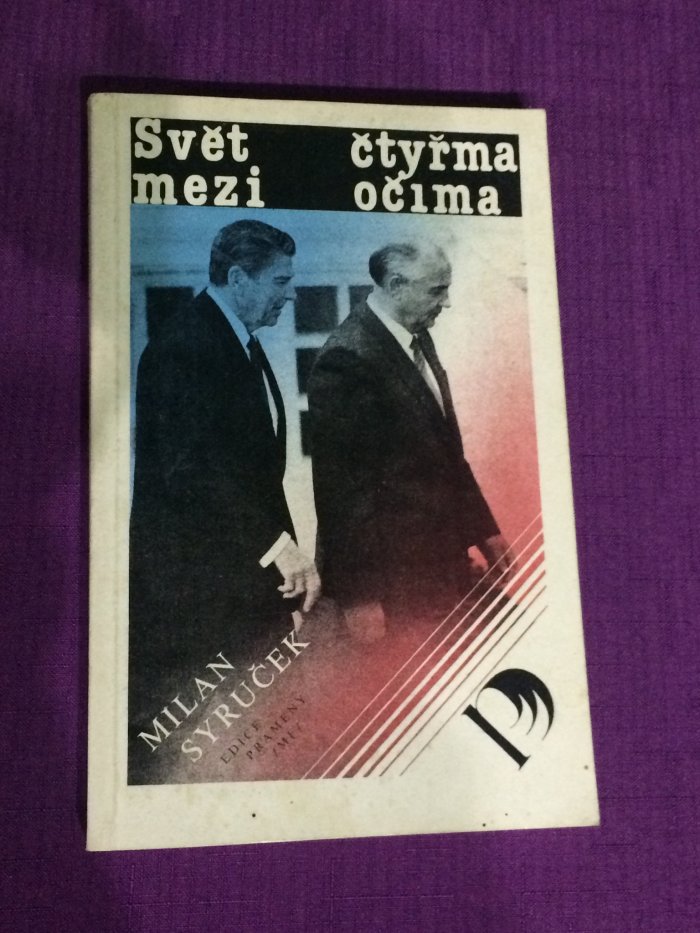 Svět čtyřma
mezi očima
MILAN
SYRUČEK
EDICE
PRAMENY